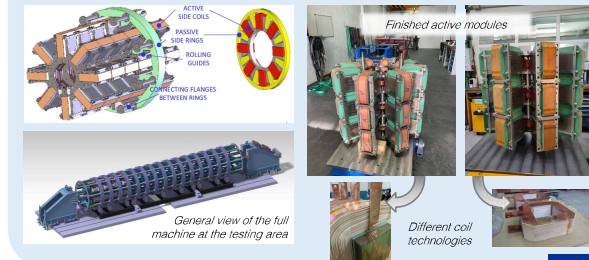 ACTIVE
SIDE COILS
PASSIVE
SIDE RINGS
ROLLING
GUIDES
CONNECTING FLANGES
BETWEEN RINGS
General view of the full
machine at the testing area
Finished active modules
Different coil
technologies